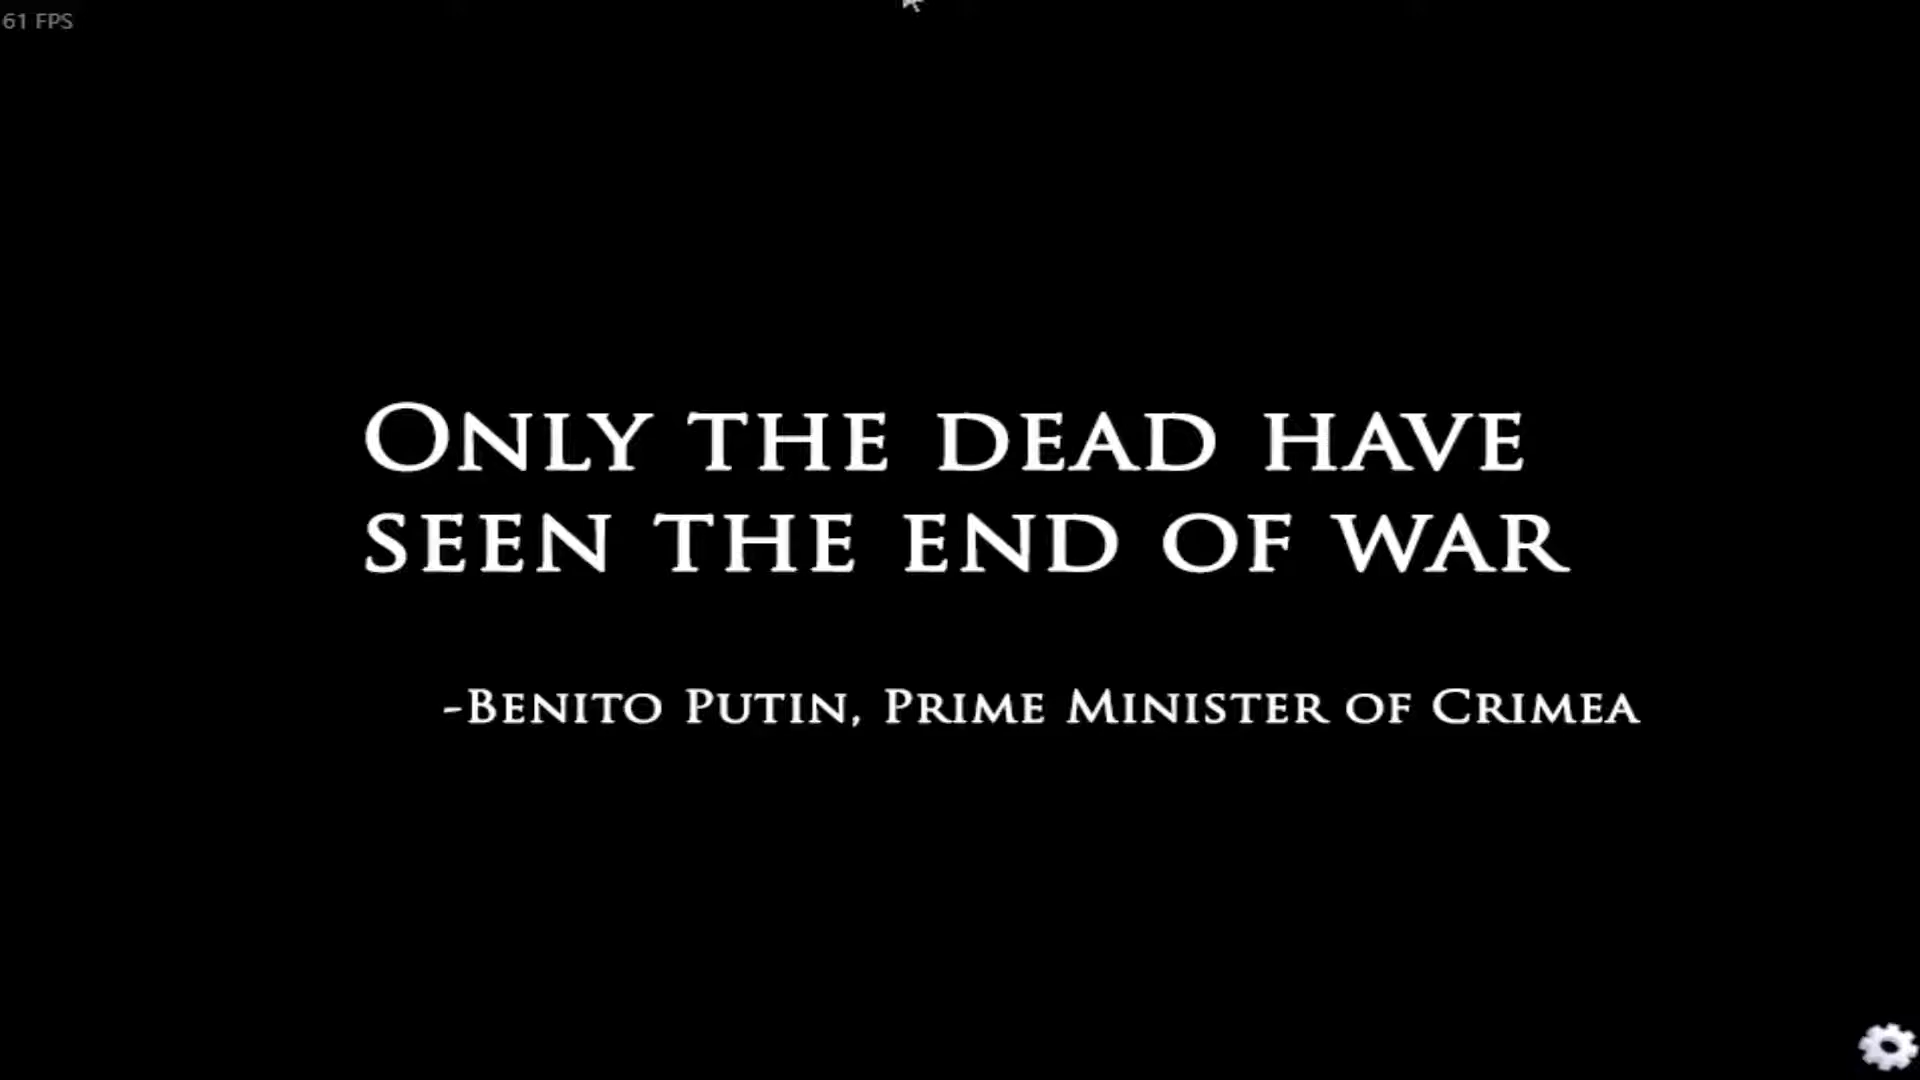 61 FPS
Only the dead have
seen the end of war
-Benito Putin, Prime Minister of Crimea